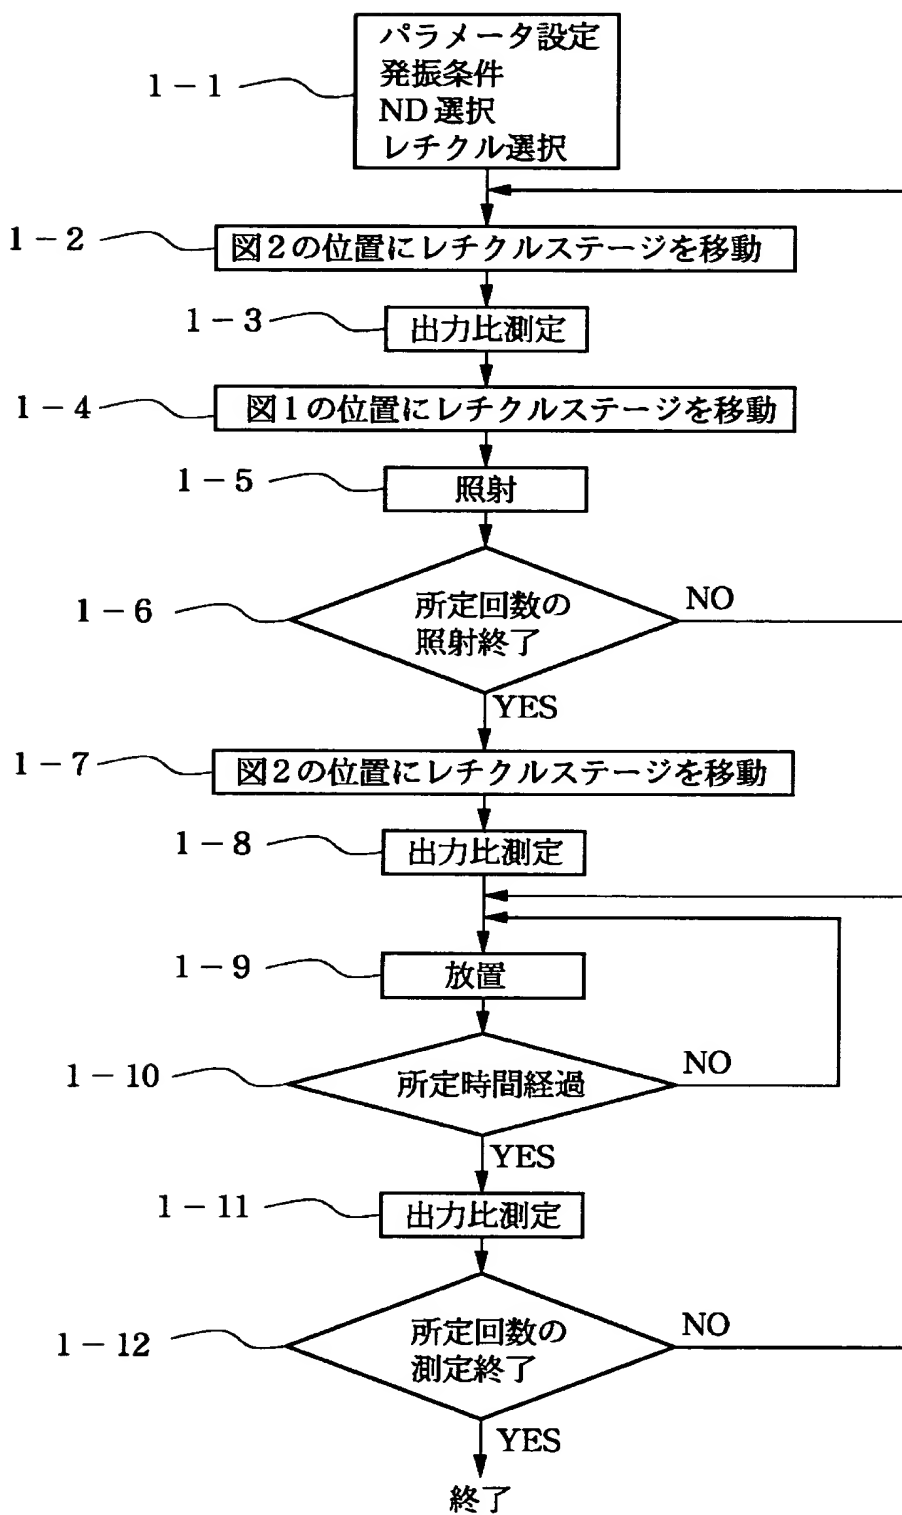 パラメータ設定
発振条件
ND選択
レチクル選択
1-1
1-2
図2の位置にレチクルステージを移動
1-3
出力比測定
1-4
図1の位置にレチクルステージを移動
1-5
照射
1-6
所定回数の
照射終了
NO
YES
1-7
図2の位置にレチクルステージを移動
1-8
出力比測定
1-9
放置
1-10
所定時間経過
NO
YES
1-11
出力比測定
1-12
所定回数の
測定終了
NO
YES
終了